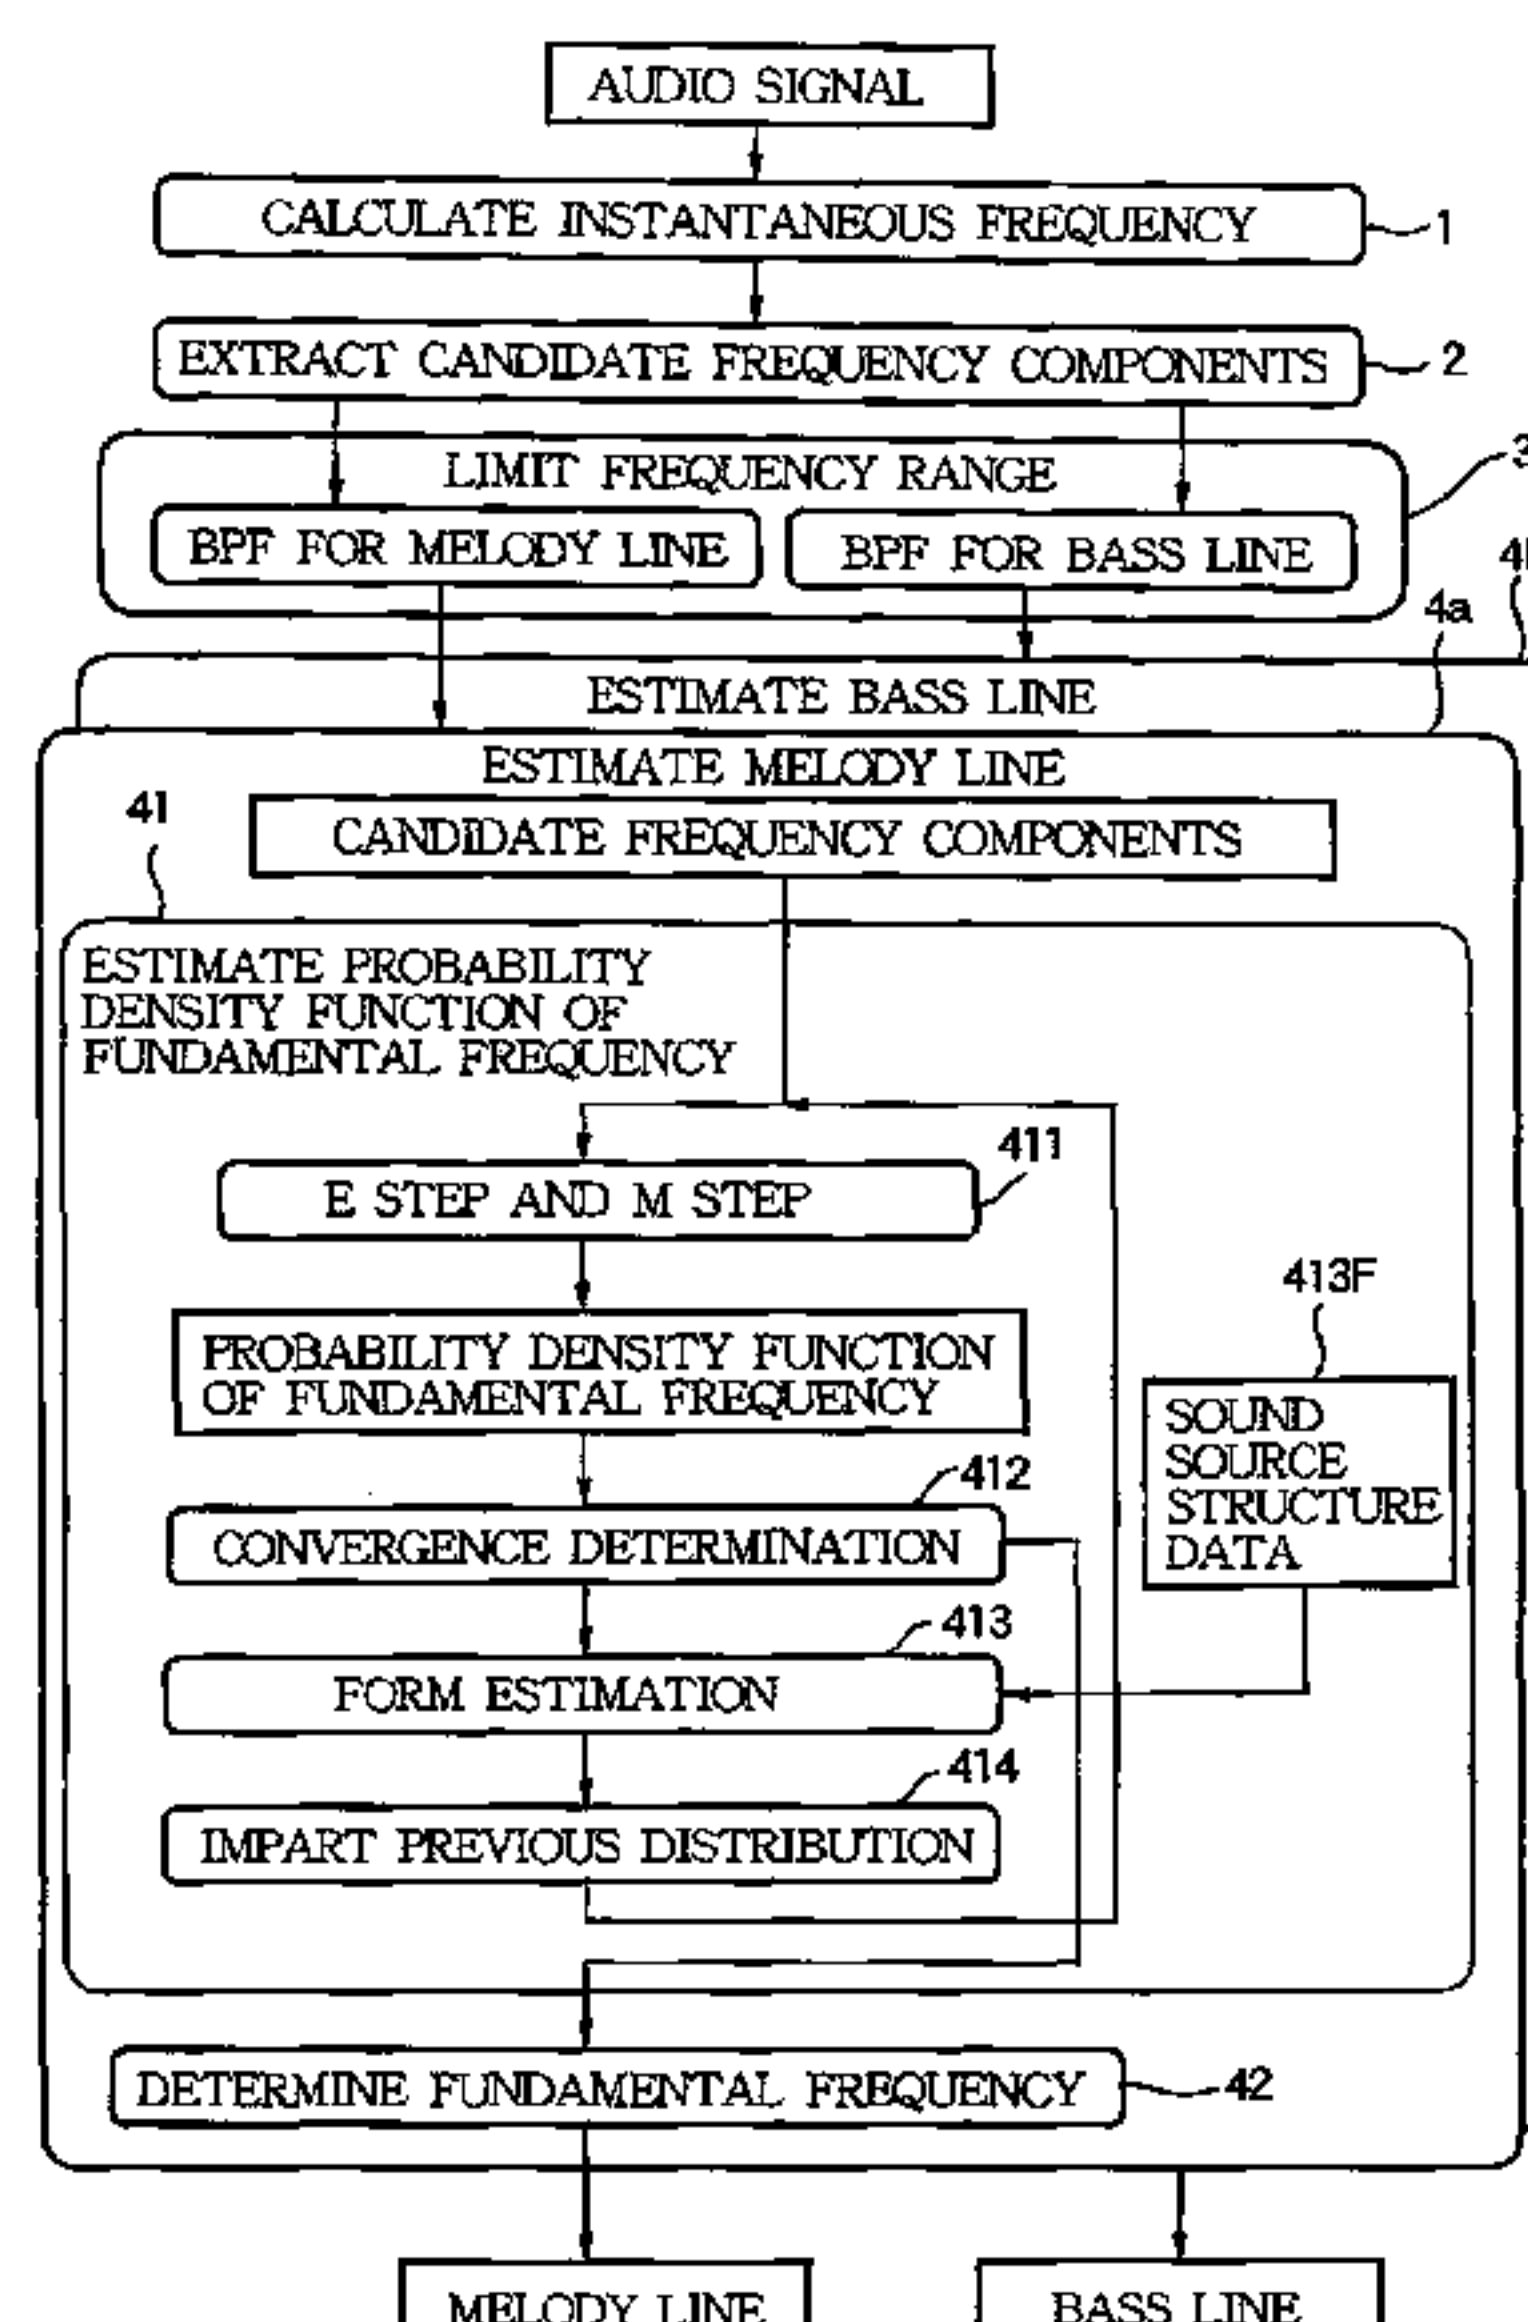 AUDIO SIGNAL
CALCULATE INSTANTANEOUS FREQUENCY
1
EXTRACT CANDIDATE FREQUENCY COMPONENTS
2
LIMIT FREQUENCY RANGE
3
BPF FOR MELODY LINE
BPF FOR BASS LINE
4a
ESTIMATE BASS LINE
ESTIMATE MELODY LINE
41
CANDIDATE FREQUENCY COMPONENTS
ESTIMATE PROBABILITY
DENSITY FUNCTION OF
FUNDAMENTAL FREQUENCY
411
E STEP AND M STEP
413F
PROBABILITY DENSITY FUNCTION
OF FUNDAMENTAL FREQUENCY
SOUND
SOURCE
STRUCTURE
DATA
412
CONVERGENCE DETERMINATION
413
FORM ESTIMATION
414
IMPART PREVIOUS DISTRIBUTION
DETERMINE FUNDAMENTAL FREQUENCY
42
MELODY LINE
BASS LINE